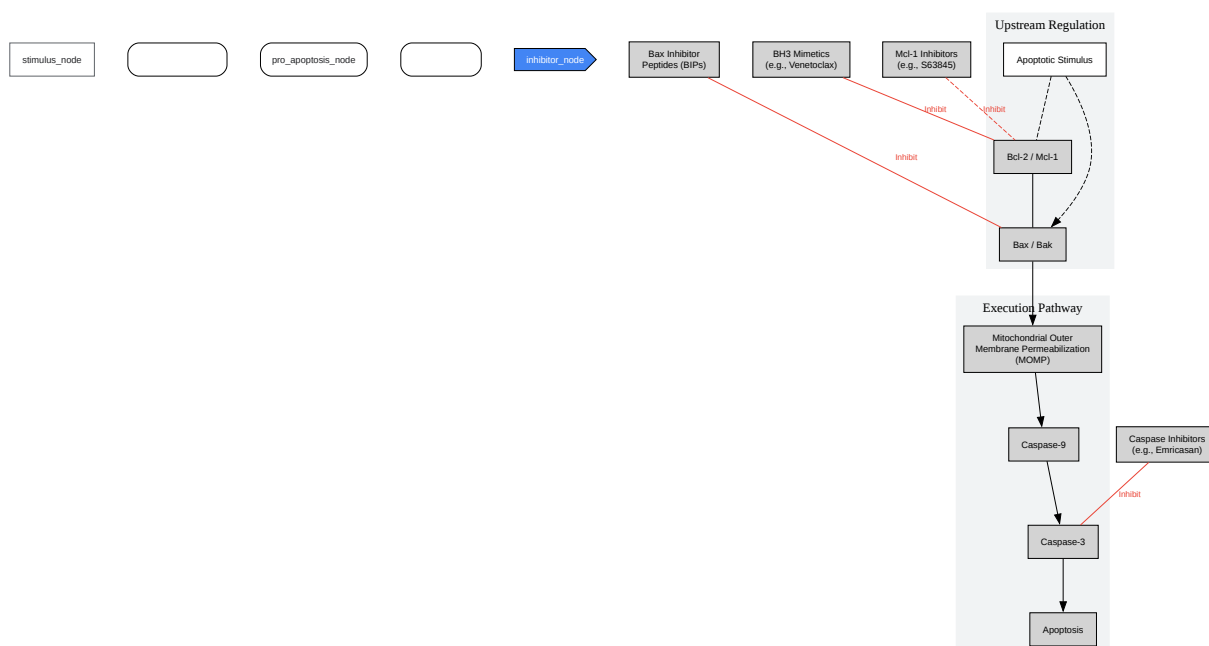 Upstream Regulation
stimulus_node
pro_apoptosis_node
inhibitor_node
Bax Inhibitor
Peptides (BIPs)
BH3 Mimetics
(e.g., Venetoclax)
Mcl-1 Inhibitors
(e.g., S63845)
Apoptotic Stimulus
Inhibit
Inhibit
Inhibit
Bcl-2 / Mcl-1
Bax / Bak
Execution Pathway
Mitochondrial Outer
Membrane Permeabilization
(MOMP)
Caspase-9
Caspase Inhibitors
(e.g., Emricasan)
Inhibit
Caspase-3
Apoptosis